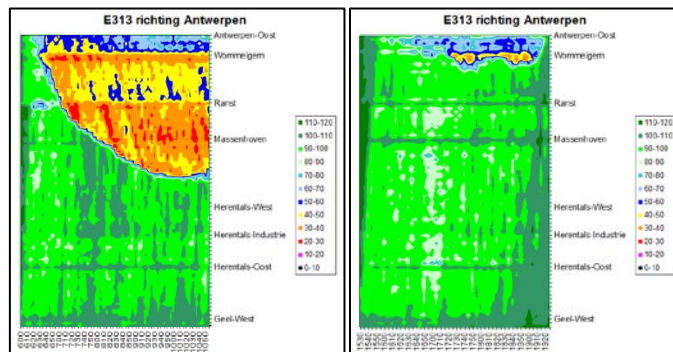 E313 richting Antwerpen
Antwerpen-Oost
Wommelgem
Ranst
Massenhoven
Herentals-West
Herentals-Industrie
Herentals-Oost
Geel-West
110-120
100-110
90-100
80-90
70-80
60-70
50-60
40-50
30-40
20-30
10-20
0-10
E313 richting Antwerpen
Antwerpen-Oost
Wommelgem
Ranst
Massenhoven
Herentals-West
Herentals-Industrie
Herentals-Oost
Geel-West
110-120
100-110
90-100
80-90
70-80
60-70
50-60
40-50
30-40
20-30
10-20
0-10